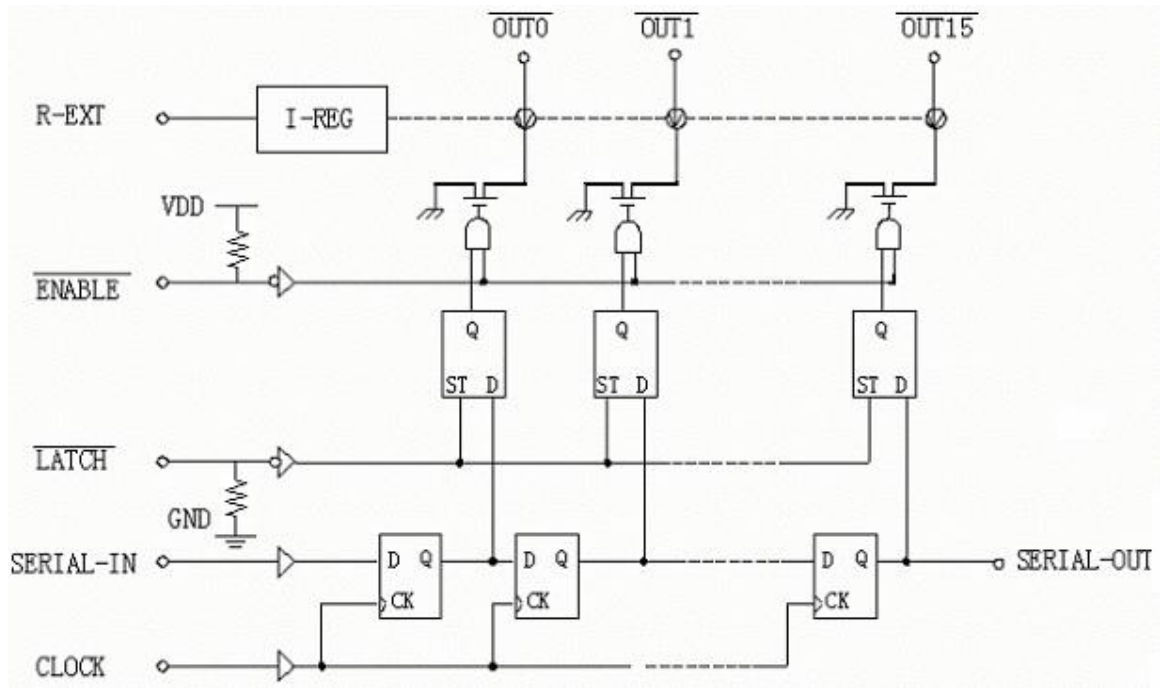 OUT0 OUT1 OUT15
R-EXT I-REG
VDD
ENABLE
Q Q Q
ST D ST D ST D
LATCH
GND
SERIAL-IN D Q D Q D Q SERIAL-OUT
CK CK CK
CLOCK